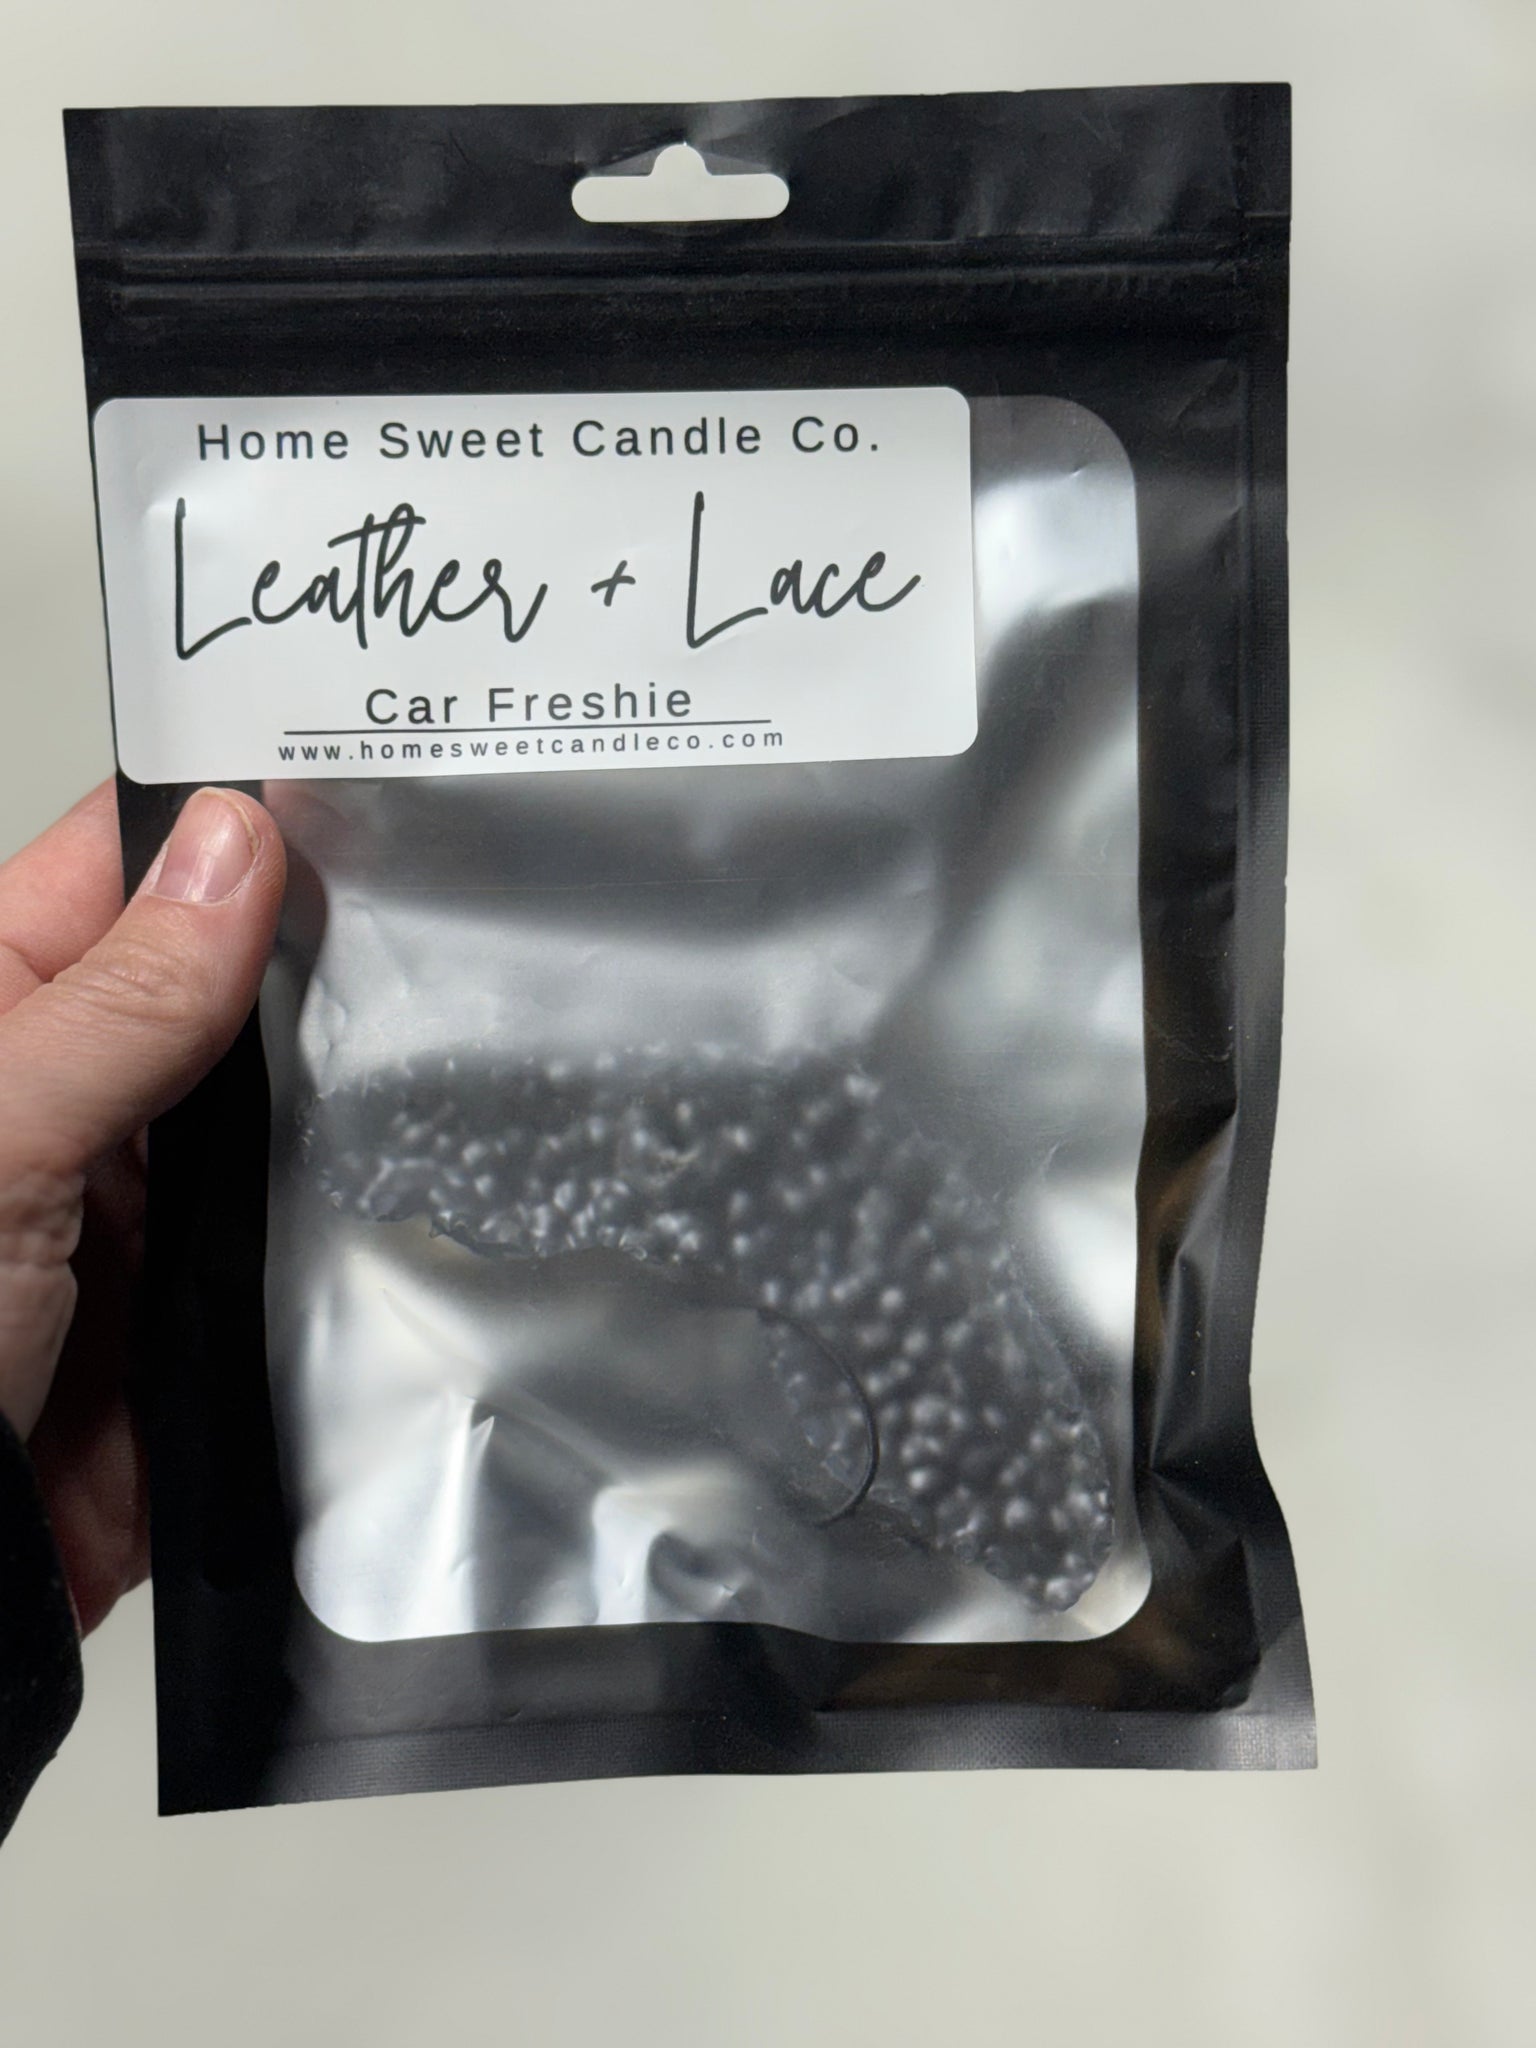 Home Sweet Candle Co.
Leather + Lace
Car Freshie
www.homesweetcandleco.com